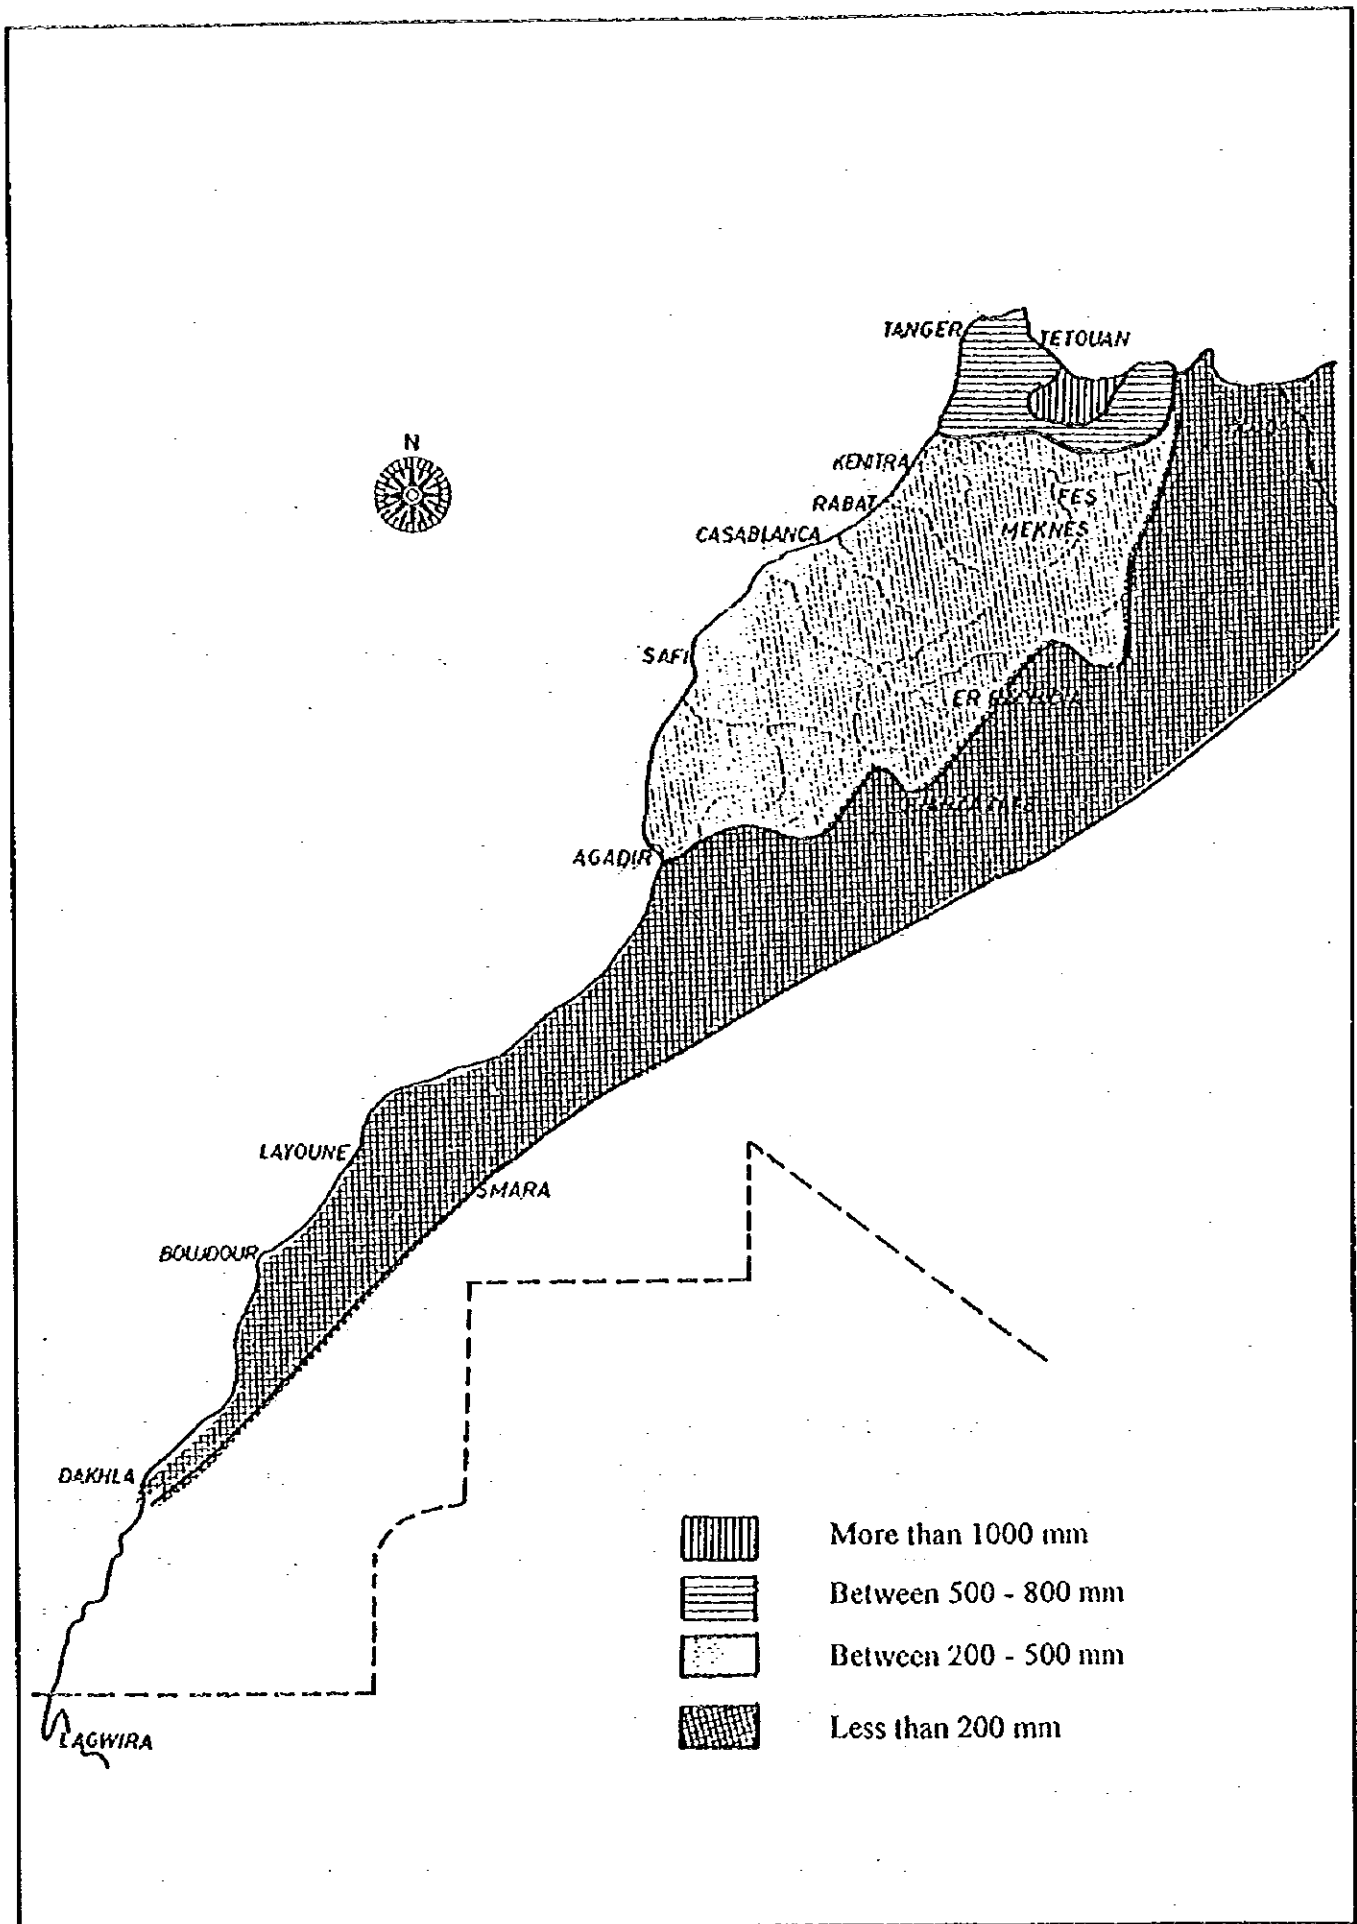 TANGER
TETOUAN
N
KENITRA
RABAT
FES
CASABLANCA
MEKNES
SAFI
AGADIR
LAYOUNE
SMARA
BOUJDOUR
DAKHLA
LAGWIRA
More than 1000 mm
Between 500 - 800 mm
Between 200 - 500 mm
Less than 200 mm